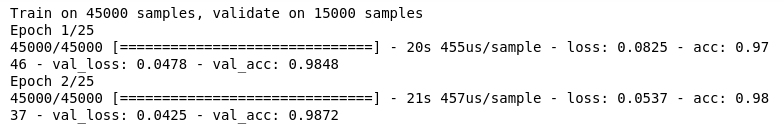 Train on 45000 samples, validate on 15000 samples
Epoch 1/25
45000/45000 [==============================] - 20s 455us/sample - loss: 0.0825 - acc: 0.97
46 - val_loss: 0.0478 - val_acc: 0.9848
Epoch 2/25
45000/45000 [==============================] - 21s 457us/sample - loss: 0.0537 - acc: 0.98
37 - val_loss: 0.0425 - val_acc: 0.9872